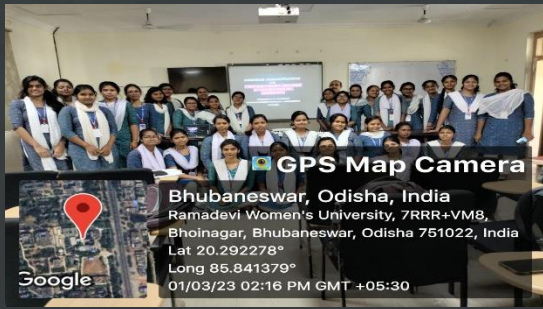 GPS Map Camera
Bhubaneswar, Odisha, India
Ramadevi Women's University, 7RRR+VM8,
Bhoinagar, Bhubaneswar, Odisha 751022, India
Lat 20.292278°
Long 85.841379°
01/03/23 02:16 PM GMT +05:30
Google